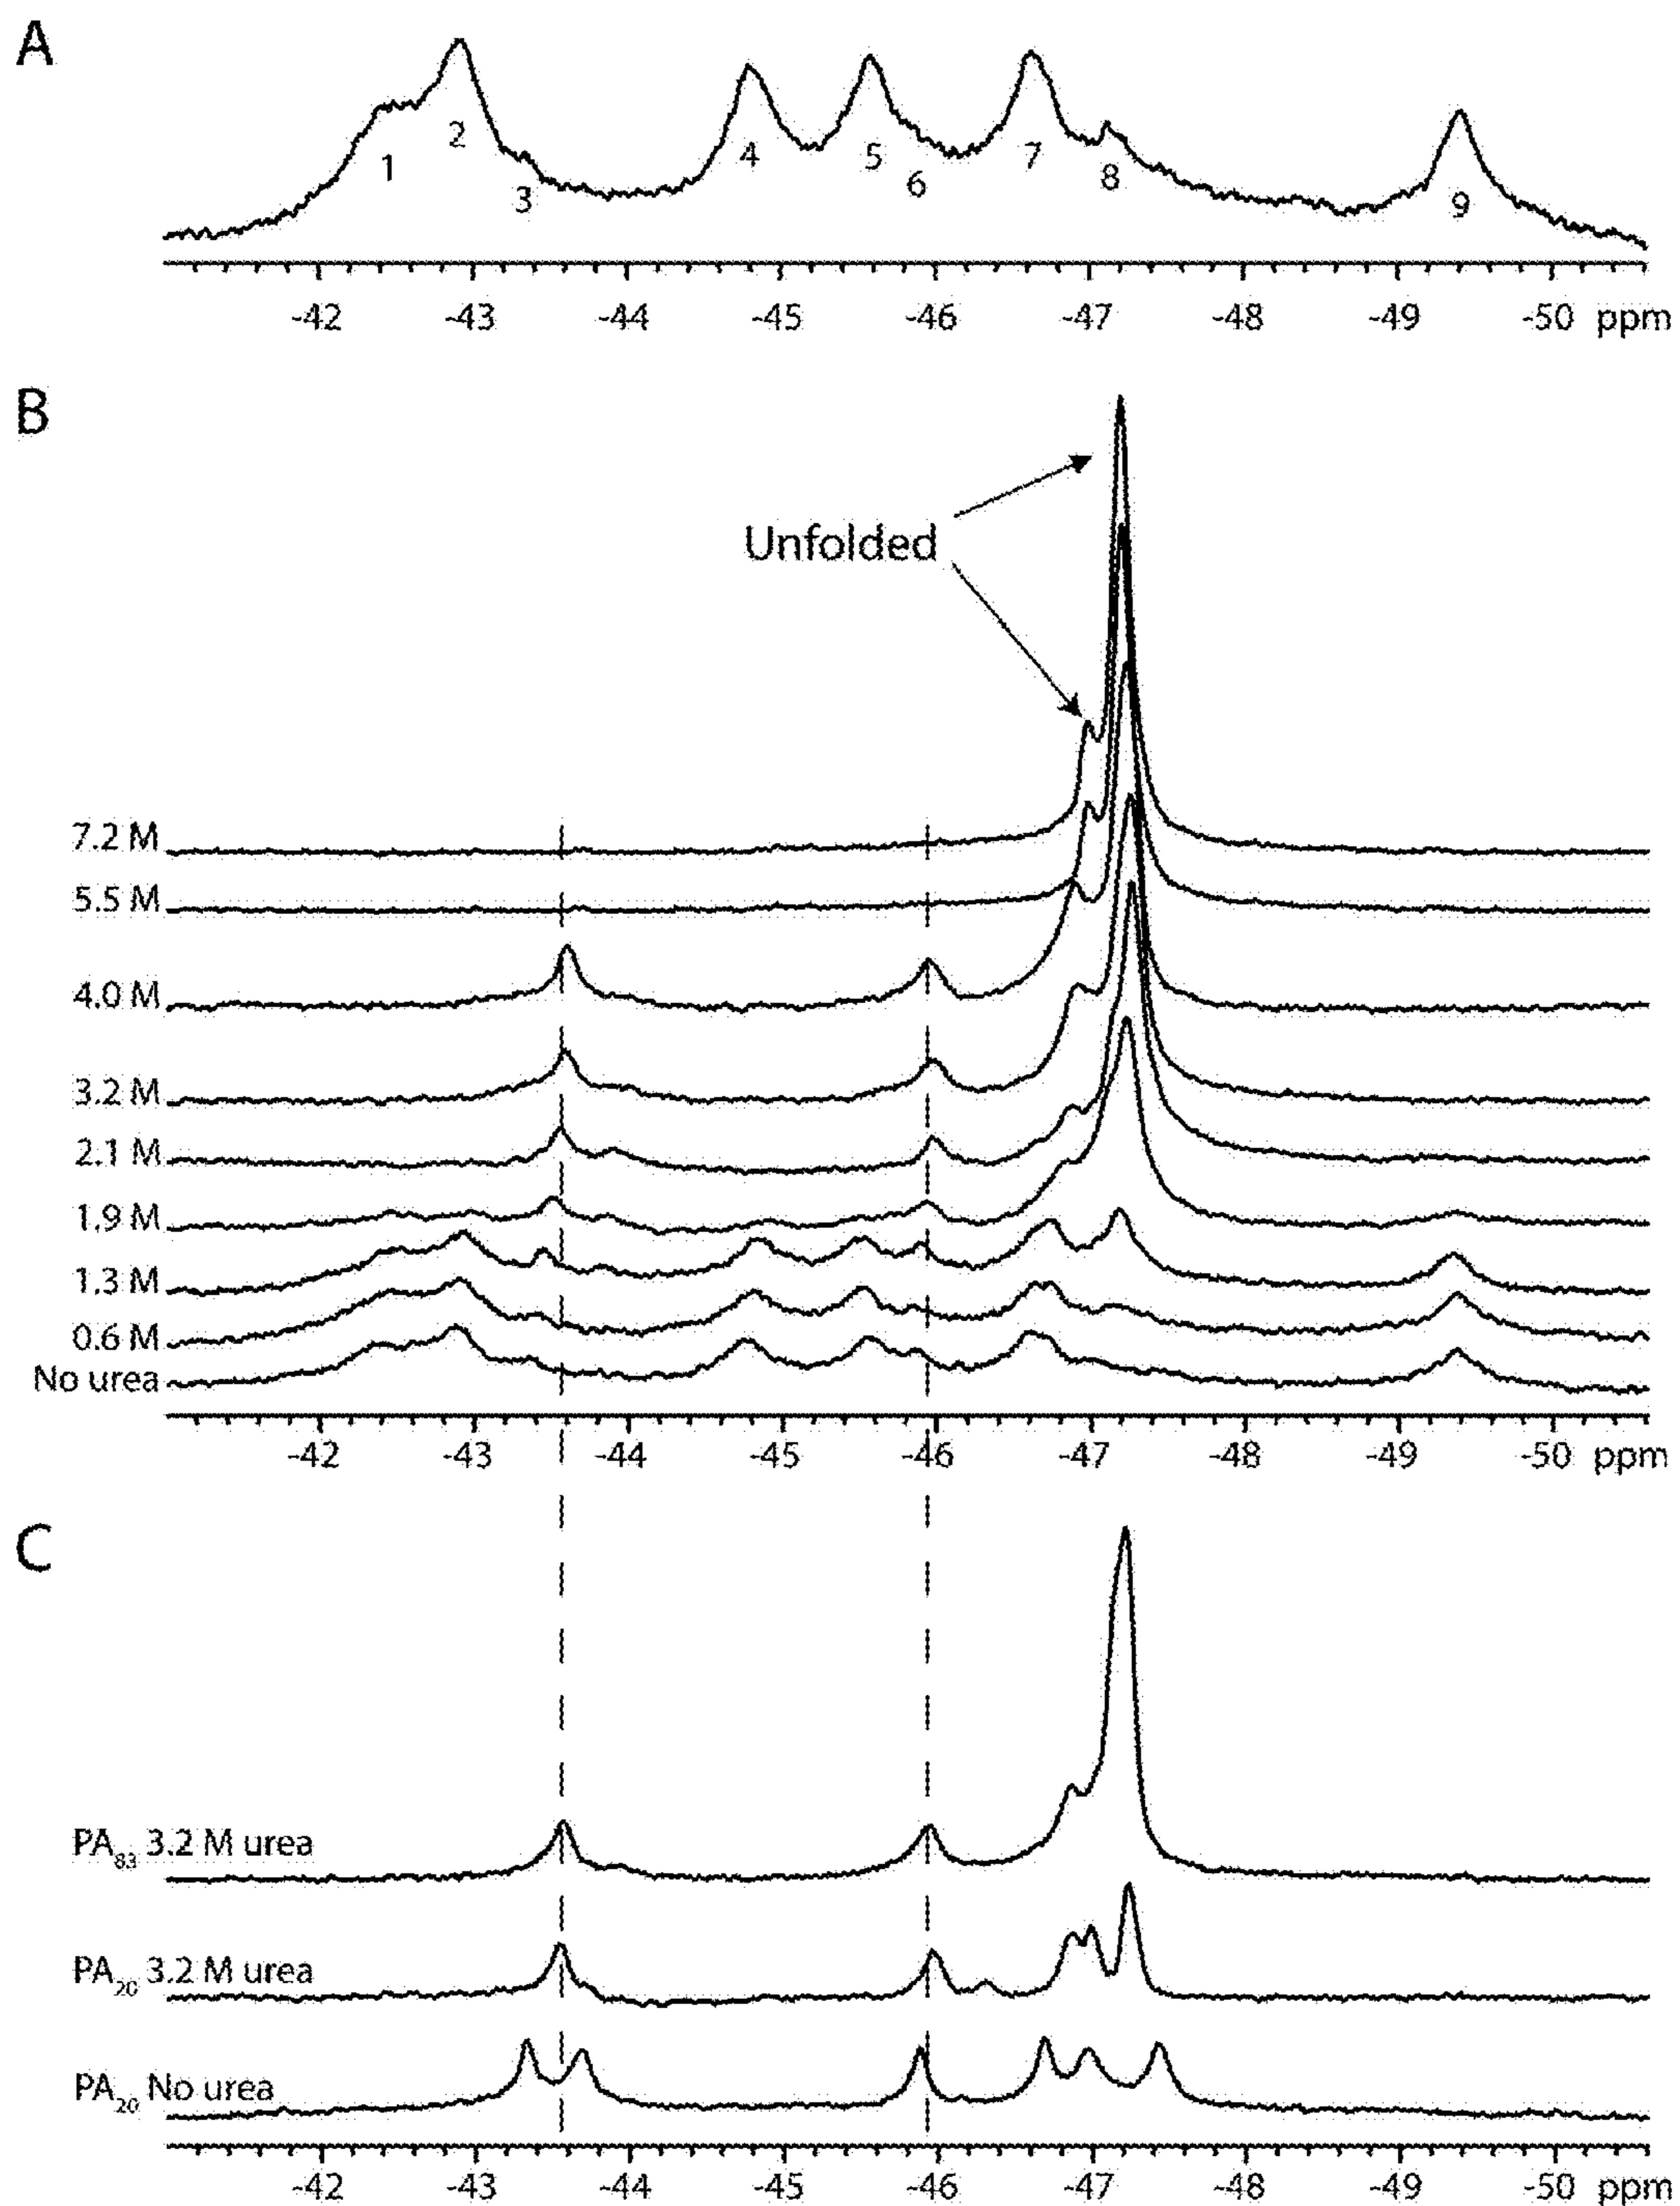 A
1
2
3
4
5
6
7
8
9
-42 -43 -44 -45 -46 -47 -48 -49 -50 ppm
B
Unfolded
7.2 M
5.5 M
4.0 M
3.2 M
2.1 M
1.9 M
1.3 M
0.6 M
No urea
-42 -43 -44 -45 -46 -47 -48 -49 -50 ppm
C
PA83 3.2 M urea
PA20 3.2 M urea
PA20 No urea
-42 -43 -44 -45 -46 -47 -48 -49 -50 ppm